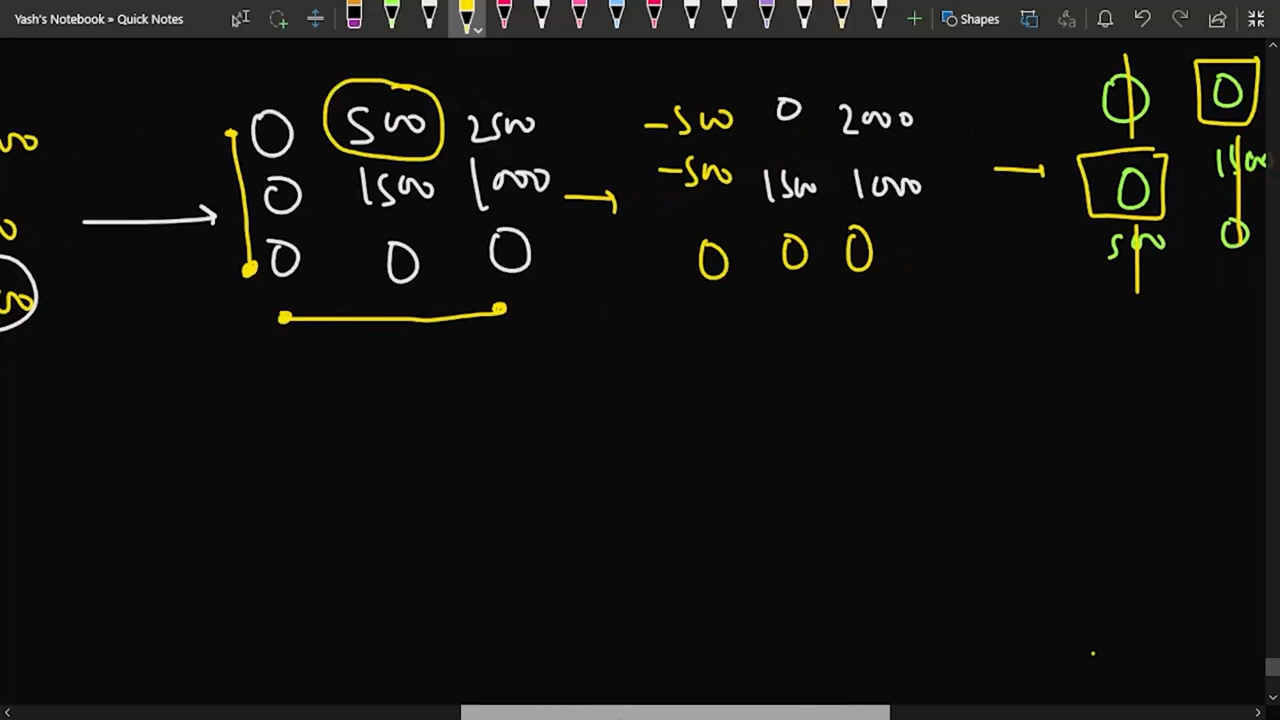 Yash's Notebook » Quick Notes
Shapes
0 500 2500
0 1500 1000
0 0 0
-500 0 2000
-500 1500 1000
0 0 0
0 0
0
500 0